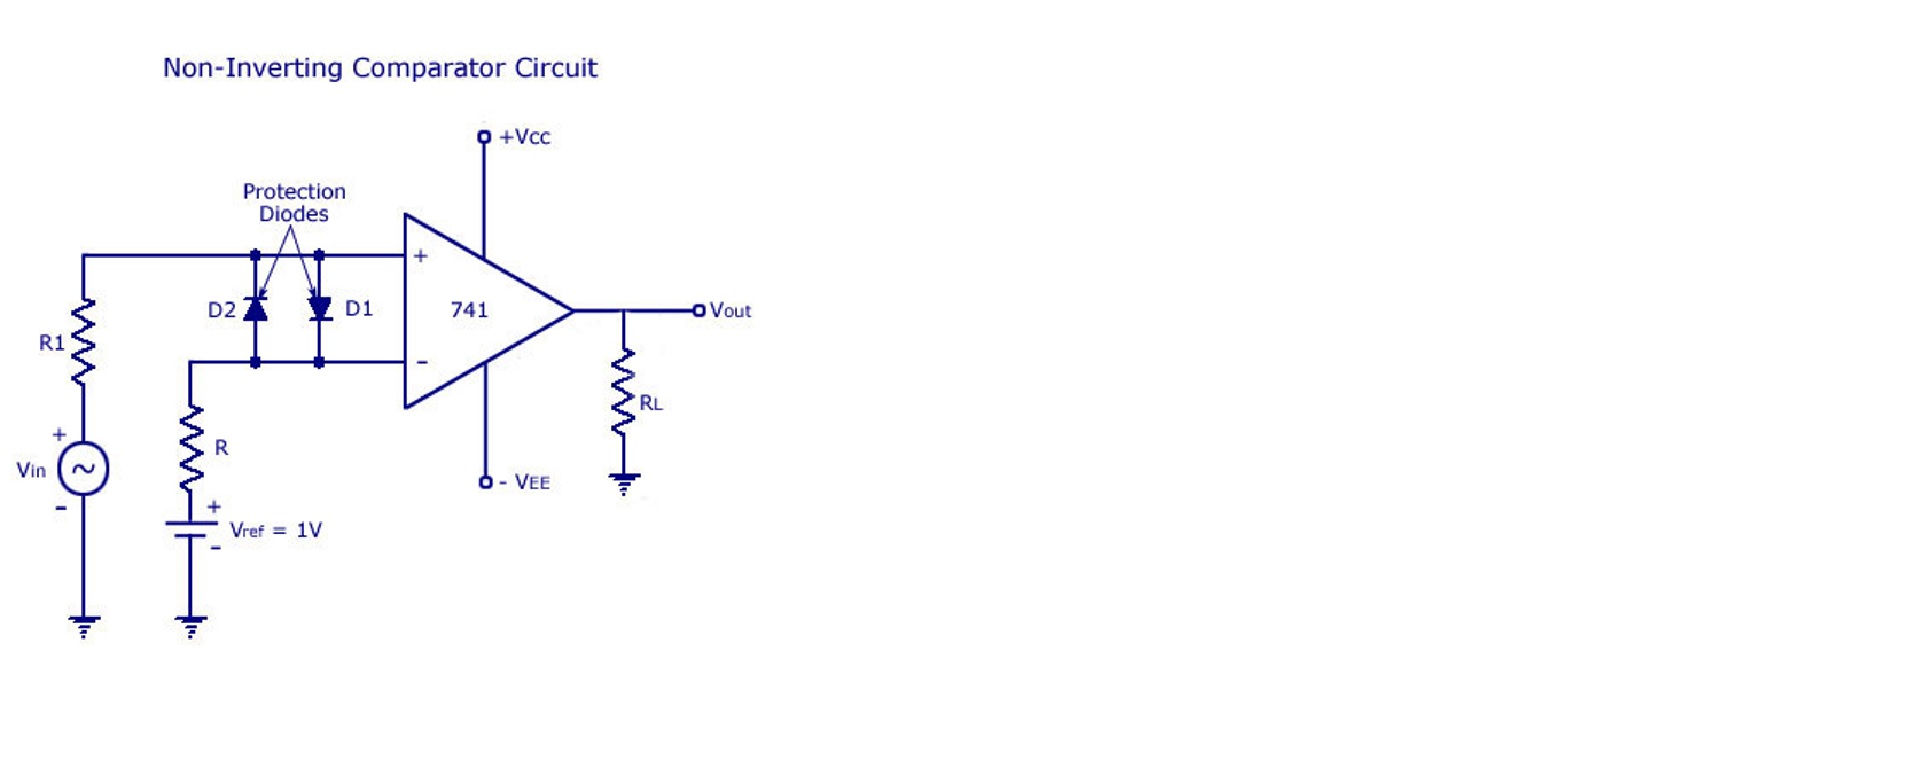 Non-Inverting Comparator Circuit
+Vcc
Protection
Diodes
+
D2
D1
741
Vout
R1
-
RL
+
R
Vin
~
- VEE
-
+
Vref = 1V
-